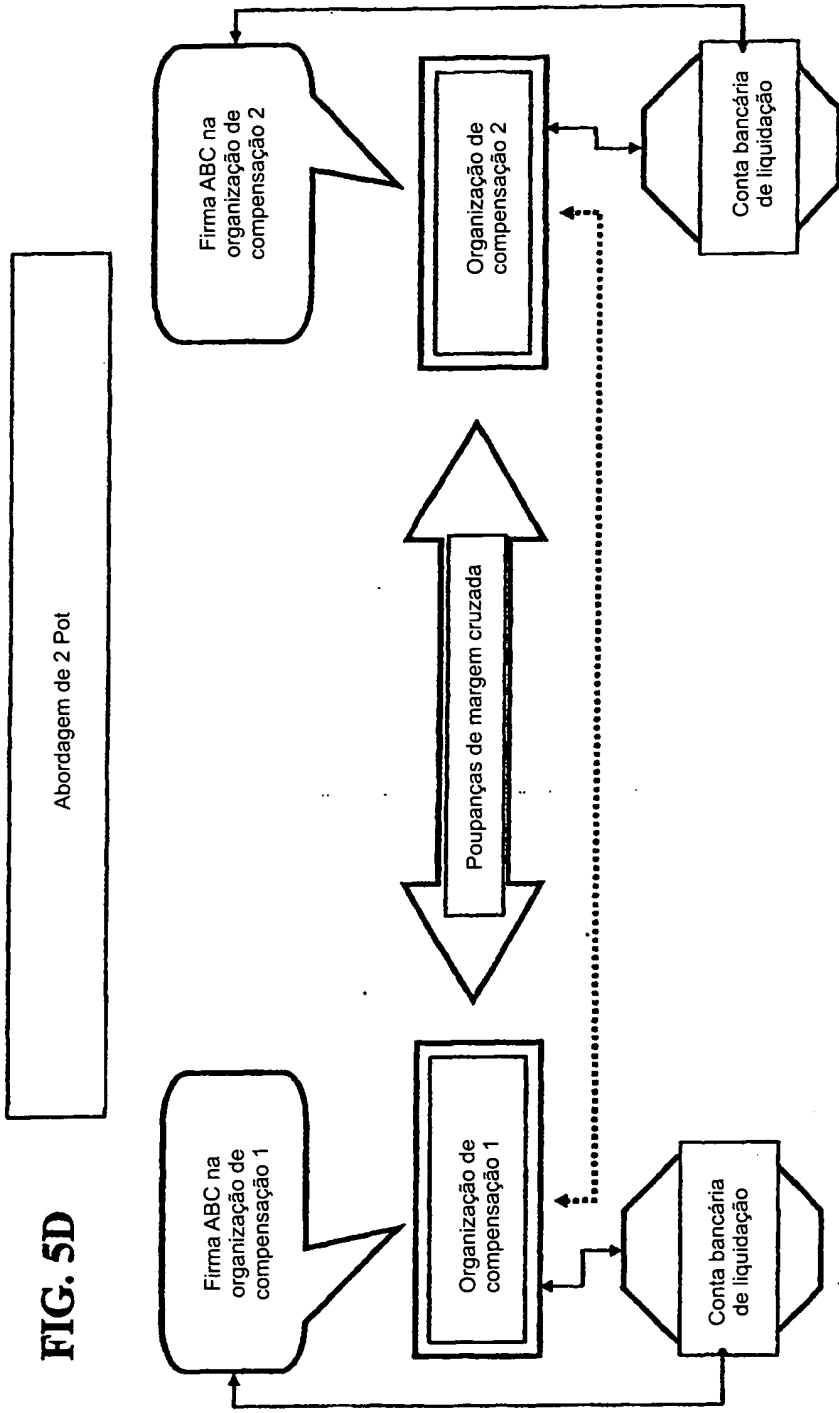 FIG. 5D
Abordagem de 2 Pot
Firma ABC na
organização de
compensação 1
Firma ABC na
organização de
compensação 2
Organização de
compensação 1
Poupanças de margem cruzada
Organização de
compensação 2
Conta bancária
de liquidação
Conta bancária
de liquidação